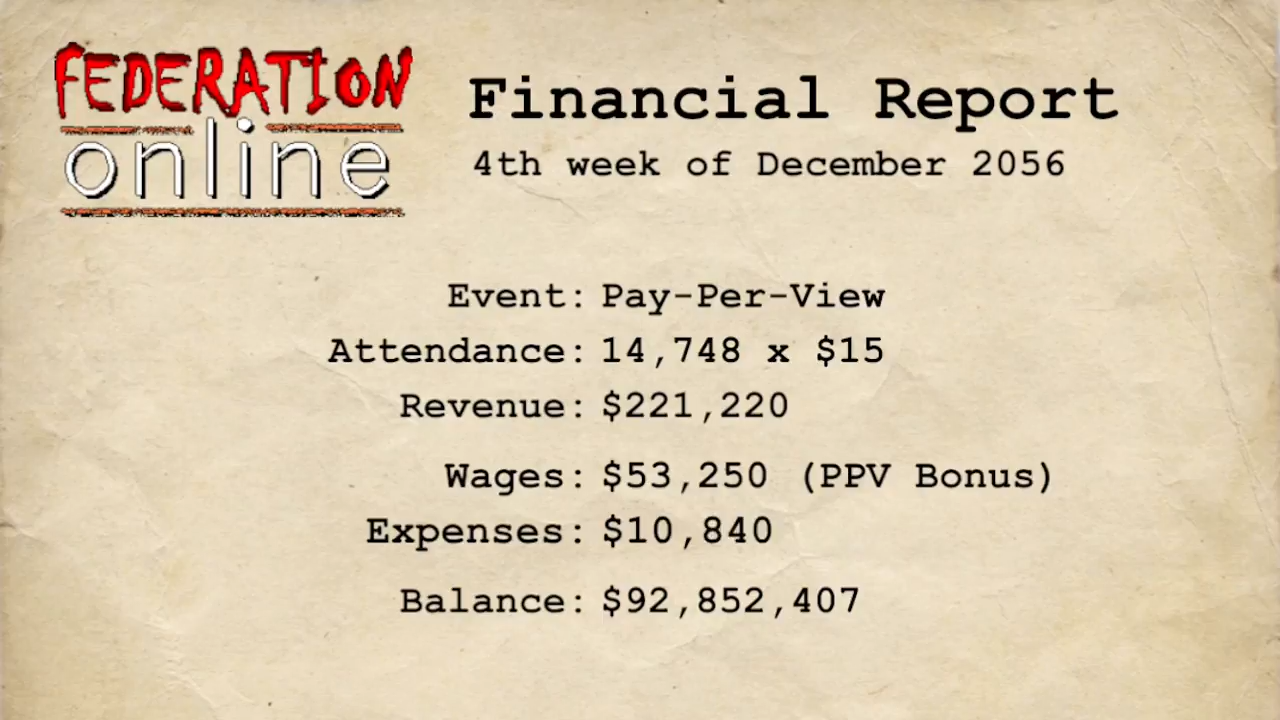 FEDERATION
online
Financial Report
4th week of December 2056
Event: Pay-Per-View
Attendance: 14,748 x $15
Revenue: $221,220
Wages: $53,250 (PPV Bonus)
Expenses: $10,840
Balance: $92,852,407